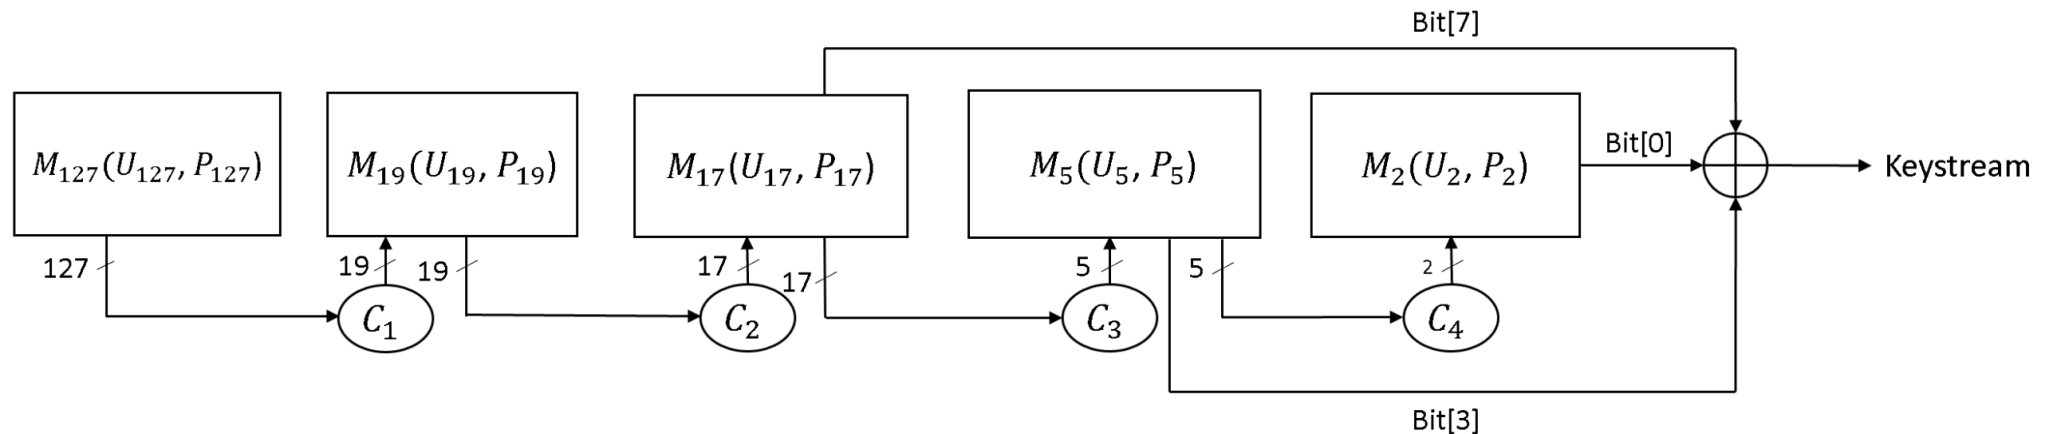 Bit[7]
M₁₂₇(U₁₂₇, P₁₂₇)
M₁₉(U₁₉, P₁₉)
M₁₇(U₁₇, P₁₇)
M₅(U₅, P₅)
M₂(U₂, P₂)
Bit[0]
Keystream
127
19
19
17
17
5
5
2
C₁
C₂
C₃
C₄
Bit[3]